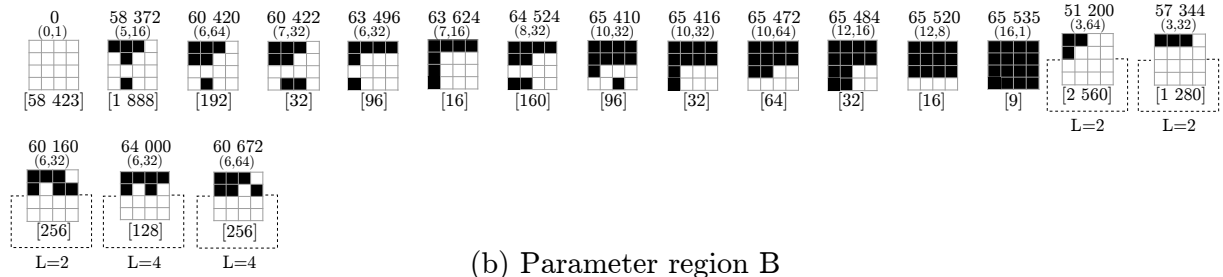 0 58 372 60 420 60 422 63 496 63 624 64 524 65 410 65 416 65 472 65 484 65 520 65 535 51 200 57 344
(0,1) (5,16) (6,64) (7,32) (6,32) (7,16) (8,32) (10,32) (10,32) (10,64) (12,16) (12,8) (16,1) (3,64) (3,32)
[58 423] [1 888] [192] [32] [96] [16] [160] [96] [32] [64] [32] [16] [9] [2 560] [1 280]
L=2 L=2
60 160 64 000 60 672
(6,32) (6,32) (6,64)
[256] [128] [256]
L=2 L=4 L=4
(b) Parameter region B